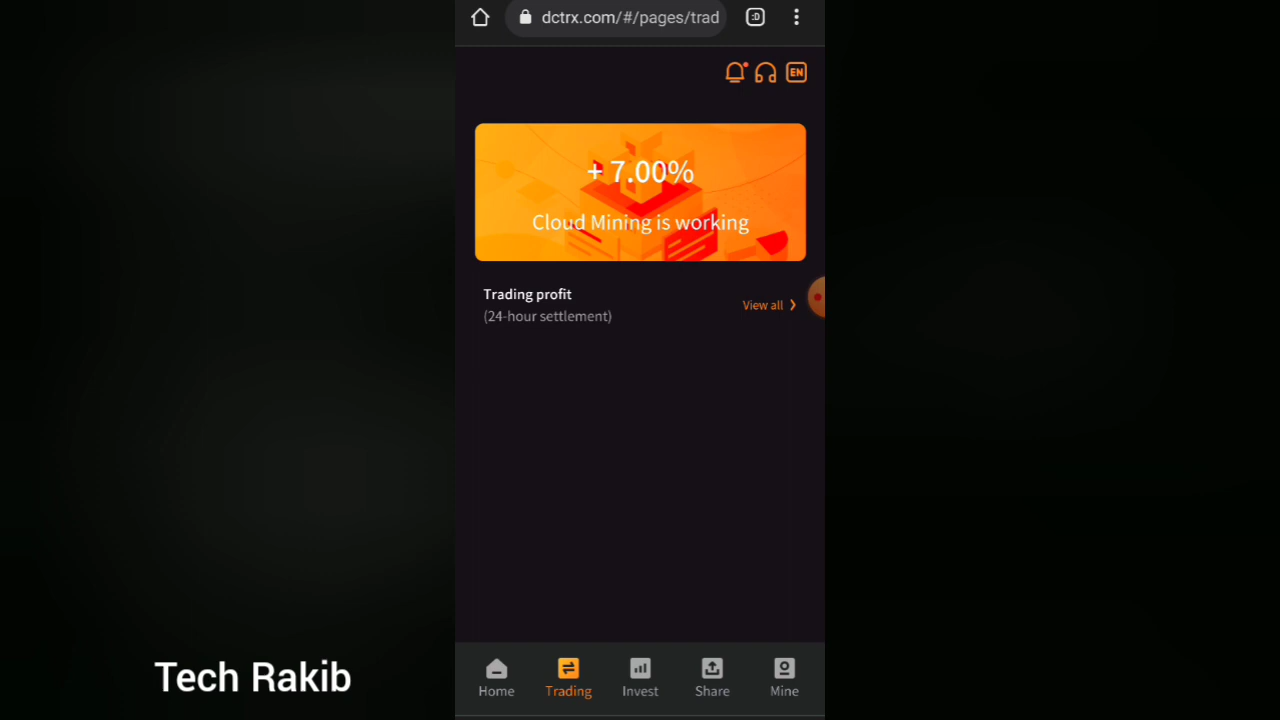 dctrx.com/#/pages/trad
:D
EN
+ 7.00%
Cloud Mining is working
Trading profit
View all
(24-hour settlement)
Home
Trading
Invest
Share
Mine
Tech Rakib